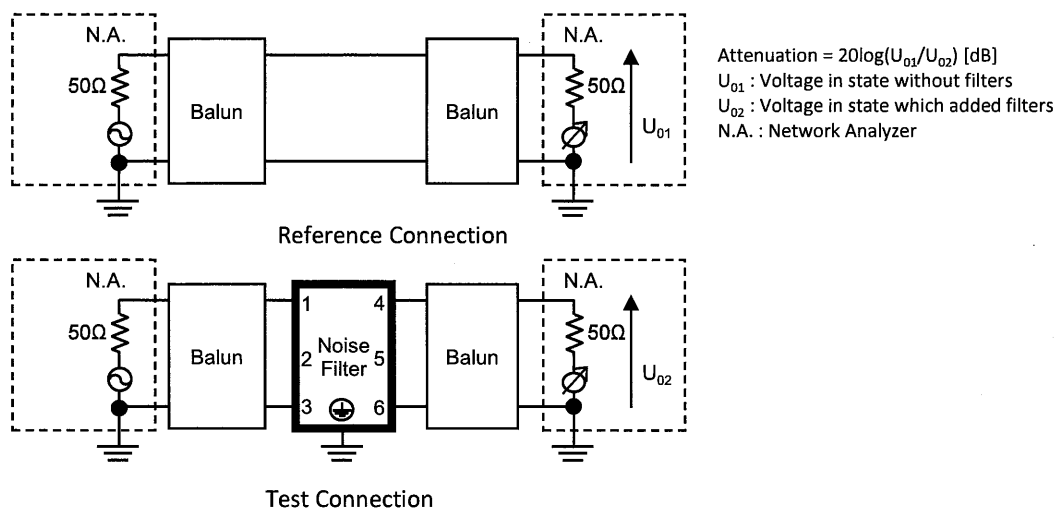 N.A.
50Ω
Balun
Balun
N.A.
50Ω
U01
Attenuation = 20log(U01/U02) [dB]
U01 : Voltage in state without filters
U02 : Voltage in state which added filters
N.A. : Network Analyzer
Reference Connection
N.A.
50Ω
Balun
1 4
2 Noise 5
Filter
3 6
Balun
N.A.
50Ω
U02
Test Connection